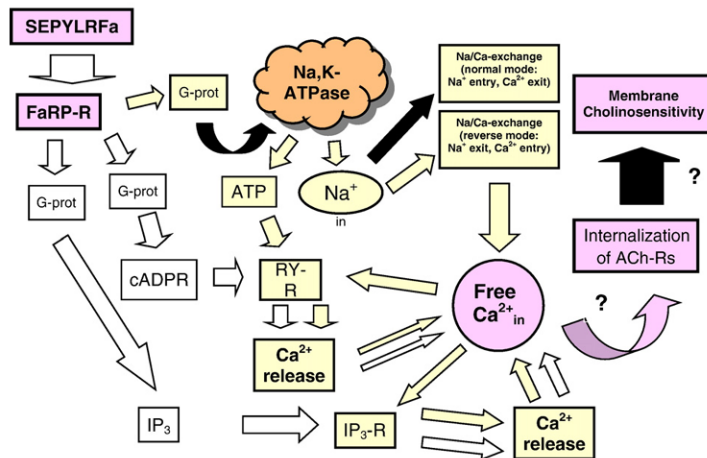 SEPYLRFa
FaRP-R
G-prot
Na,K-
ATPase
Na/Ca-exchange
(normal mode:
Na⁺ entry, Ca²⁺ exit)
Na/Ca-exchange
(reverse mode:
Na⁺ exit, Ca²⁺ entry)
Membrane
Cholinosensitivity
?
G-prot
G-prot
ATP
Na⁺
in
Internalization
of ACh-Rs
cADPR
RY-
R
Free
Ca²⁺in
?
Ca²⁺
release
IP₃
IP₃-R
Ca²⁺
release